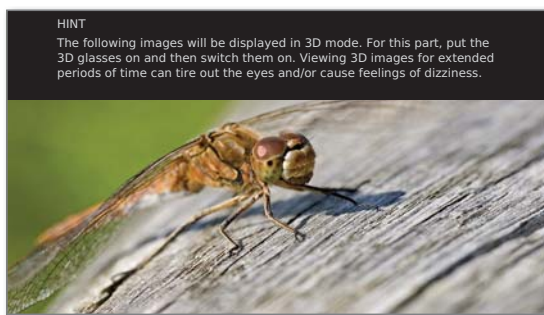 HINT
The following images will be displayed in 3D mode. For this part, put the
3D glasses on and then switch them on. Viewing 3D images for extended
periods of time can tire out the eyes and/or cause feelings of dizziness.